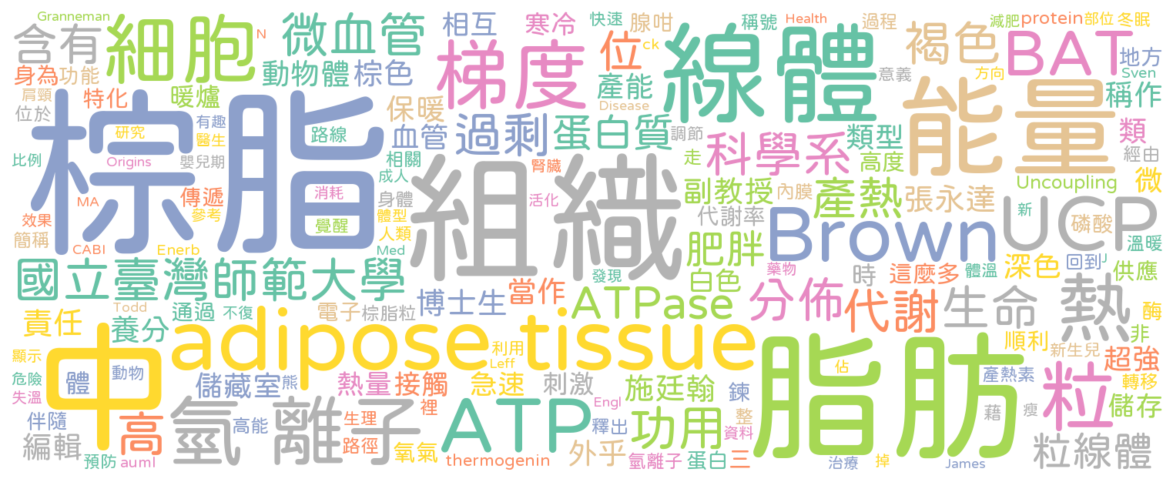 含有 細胞 微血管 相互 寒冷 快速 腺呼 稱號 Health 過程 減肥 protein 部位 冬眠
Granneman N ck 位 線體 意義 褐色 BAT 地方
身為 功能 動物體 棕色 梯度 產能 方向 Sven
肩頸 特化 暖爐 保暖 Disease 能量 稱作
位於 研究 有趣 路線 血管 過剩 蛋白質 調節 類型 類 經由
棕脂 醫生 組織 走 科學系 高度
比例 Origins 嬰兒期 相關 成人 腎臟 副教授 內膜 產熱 Uncoupling 微
MA 傳遞 消耗 身體 活化 代謝率 張永達 新
效果 參考 覺醒 體型 人類 肥胖 Brown UCP 磷酸
簡稱 CABI Enerb Med 白色 藥物 溫暖
國立臺灣師範大學 博士生 當作 發現 時 這麼多 體溫 深色 回到 供應
責任 Todd 通過 不復 電子 棕脂粒 ATPase 分佈 代謝 生命 熱 酶
養分 adipose tissue 利用 Leff 順利 非
顯示 中 新生兒 超強
危險 體 動物 儲藏室 熊 熱量 接觸 急速 刺激 施廷翰 鍊 脂肪 佔 產熱素 粒 轉移
失溫 伴隨 高 氫 離子 高能 生理 裡 ATP Engl 釋出 功用 整 藉 瘦 儲存
編輯 路徑 氧氣 外乎 資料
預防 auml thermogenin 氫離子 蛋白 三 治療 掉 James 粒線體